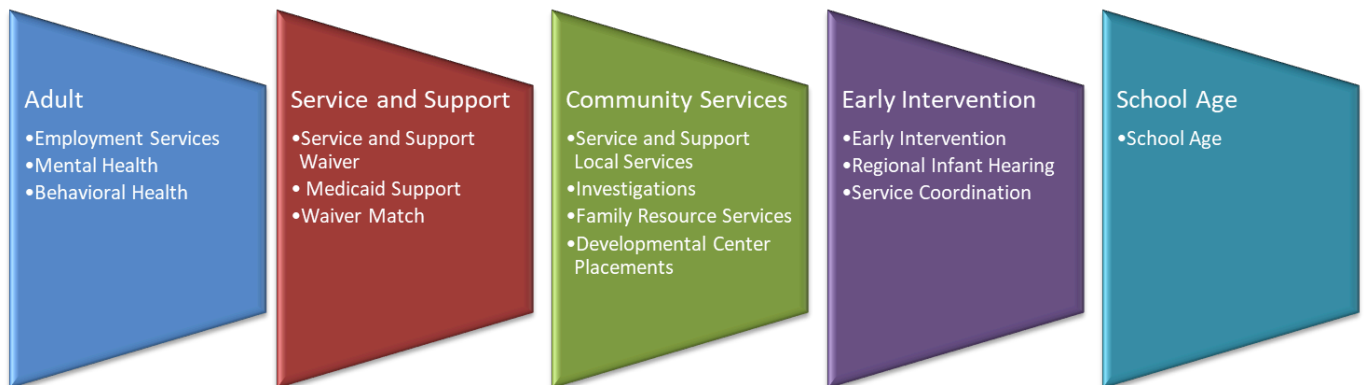 Adult
•Employment Services
•Mental Health
•Behavioral Health
Service and Support
•Service and Support
Waiver
• Medicaid Support
•Waiver Match
Community Services
•Service and Support
Local Services
•Investigations
•Family Resource Services
•Developmental Center
Placements
Early Intervention
•Early Intervention
•Regional Infant Hearing
•Service Coordination
School Age
•School Age